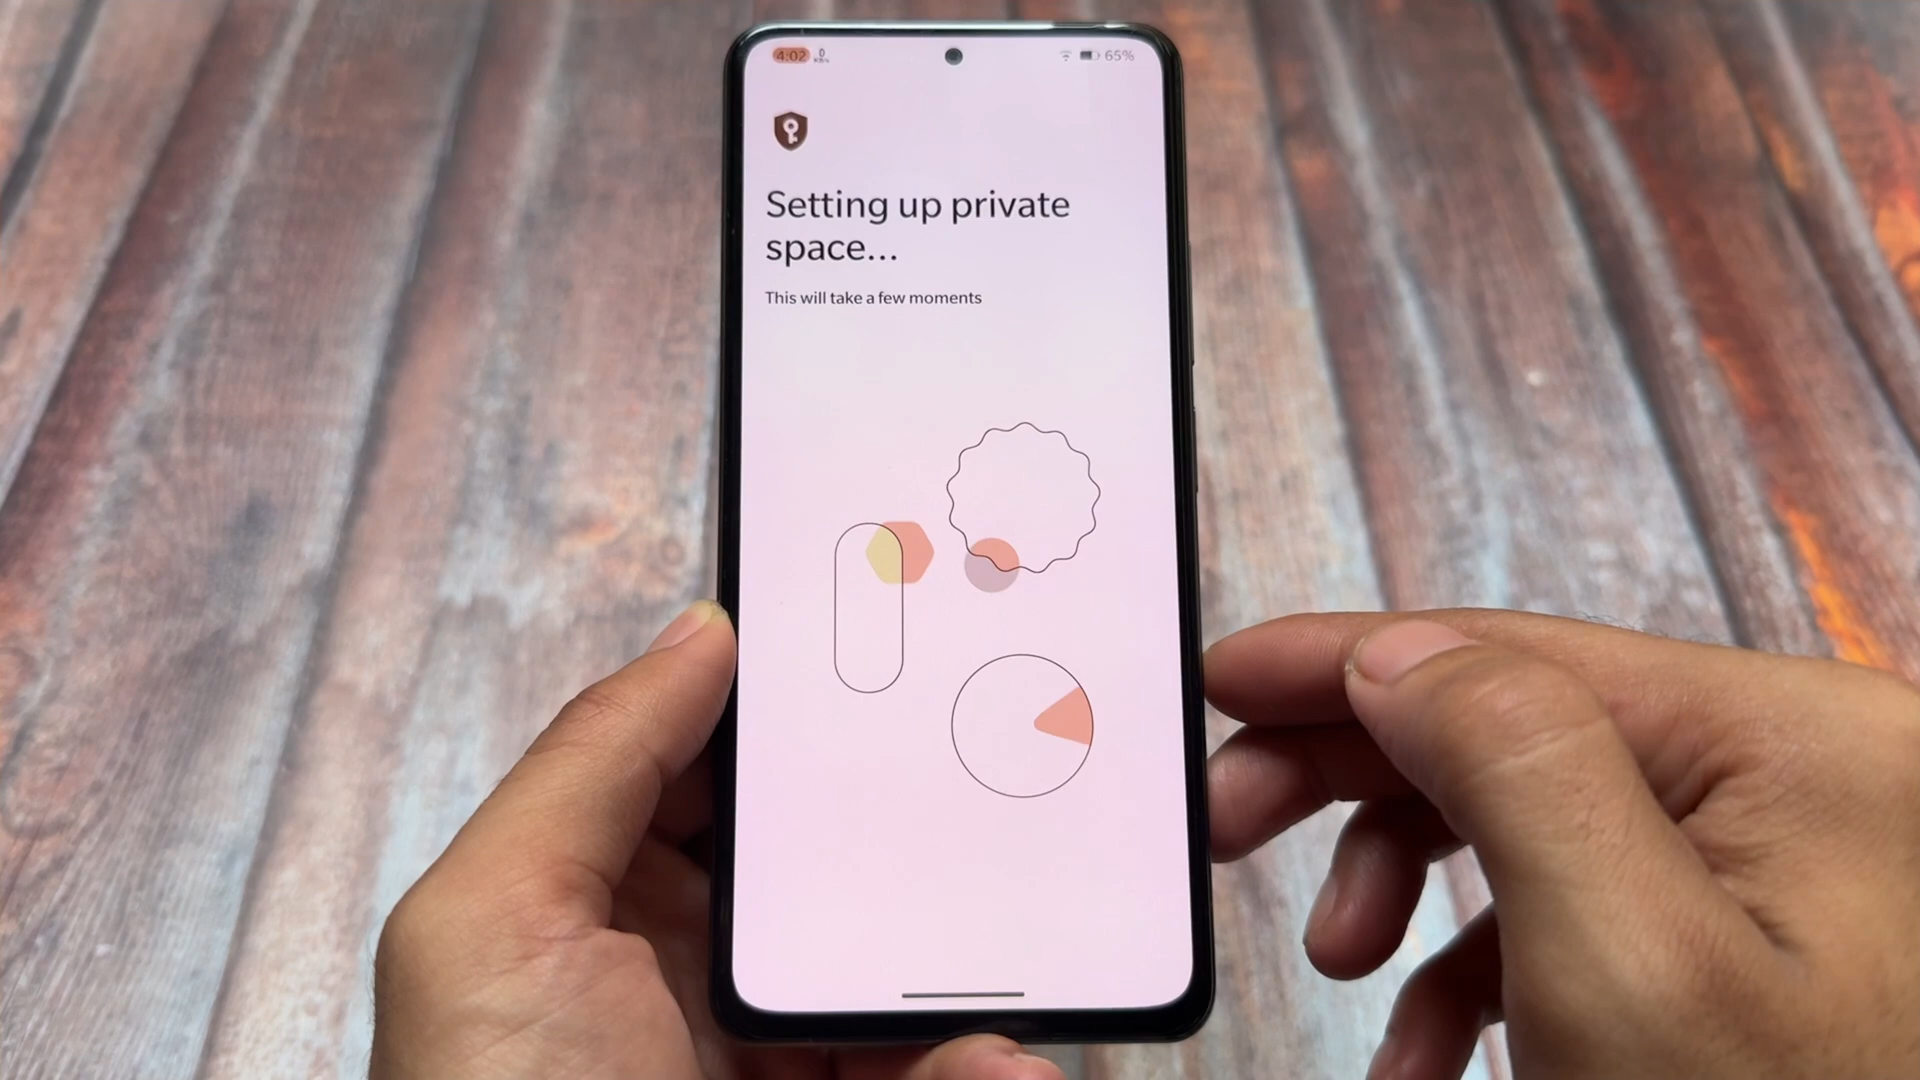 4:02 0 KB/s 65%
Setting up private
space...
This will take a few moments